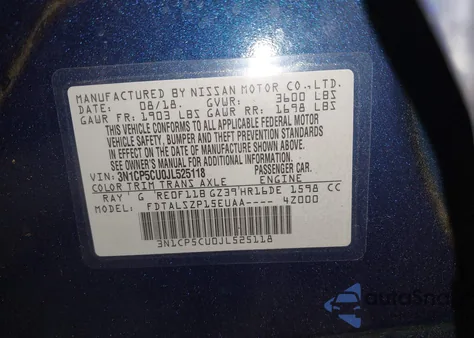 MANUFACTURED BY NISSAN MOTOR CO.,LTD.
DATE: 08/18. GVWR: 3600 LBS
GAWR FR: 1903 LBS GAWR RR: 1698 LBS
THIS VEHICLE CONFORMS TO ALL APPLICABLE FEDERAL MOTOR
VEHICLE SAFETY, BUMPER AND THEFT PREVENTION STANDARDS
IN EFFECT ON THE DATE OF MANUFACTURE SHOWN ABOVE.
SEE OWNER'S MANUAL FOR ADDITIONAL INFORMATION.
3N1CP5CU0JL525118 PASSENGER CAR.
COLOR TRIM TRANS AXLE ENGINE
RAY G RE0F11B GZ39 HR16DE 1598 CC
MODEL: FDTALSZP15EUAA---- 4Z000
3N1CP5CU0JL525118